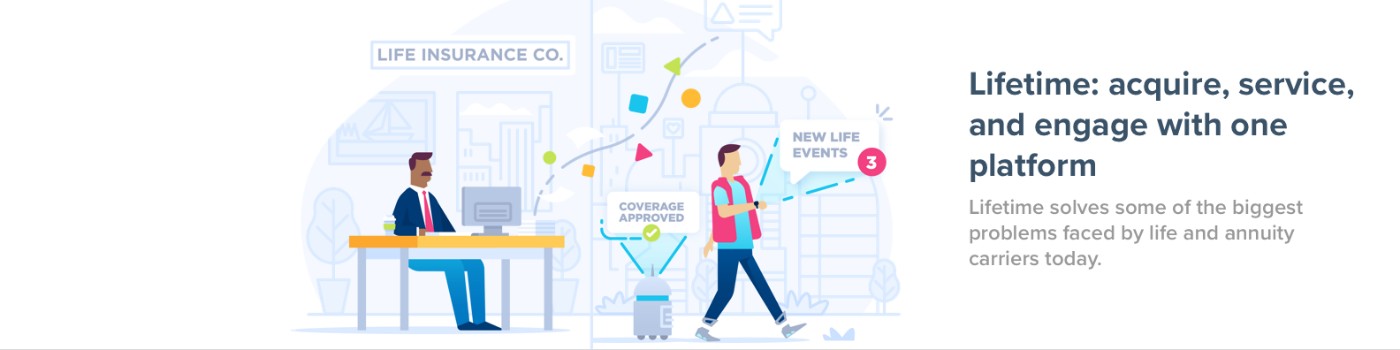 LIFE INSURANCE CO.
NEW LIFE
EVENTS
3
COVERAGE
APPROVED
Lifetime: acquire, service,
and engage with one
platform
Lifetime solves some of the biggest
problems faced by life and annuity
carriers today.